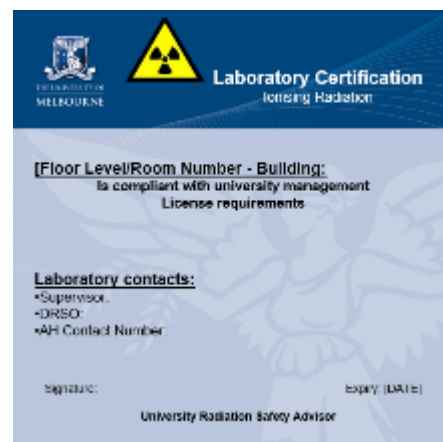 THE UNIVERSITY OF
MELBOURNE
Laboratory Certification
Ionising Radiation
[Floor Level/Room Number - Building:
Is compliant with university management
License requirements
Laboratory contacts:
•Supervisor:
•DRSO:
•AH Contact Number:
Signature:
Expiry: [DATE]
University Radiation Safety Advisor